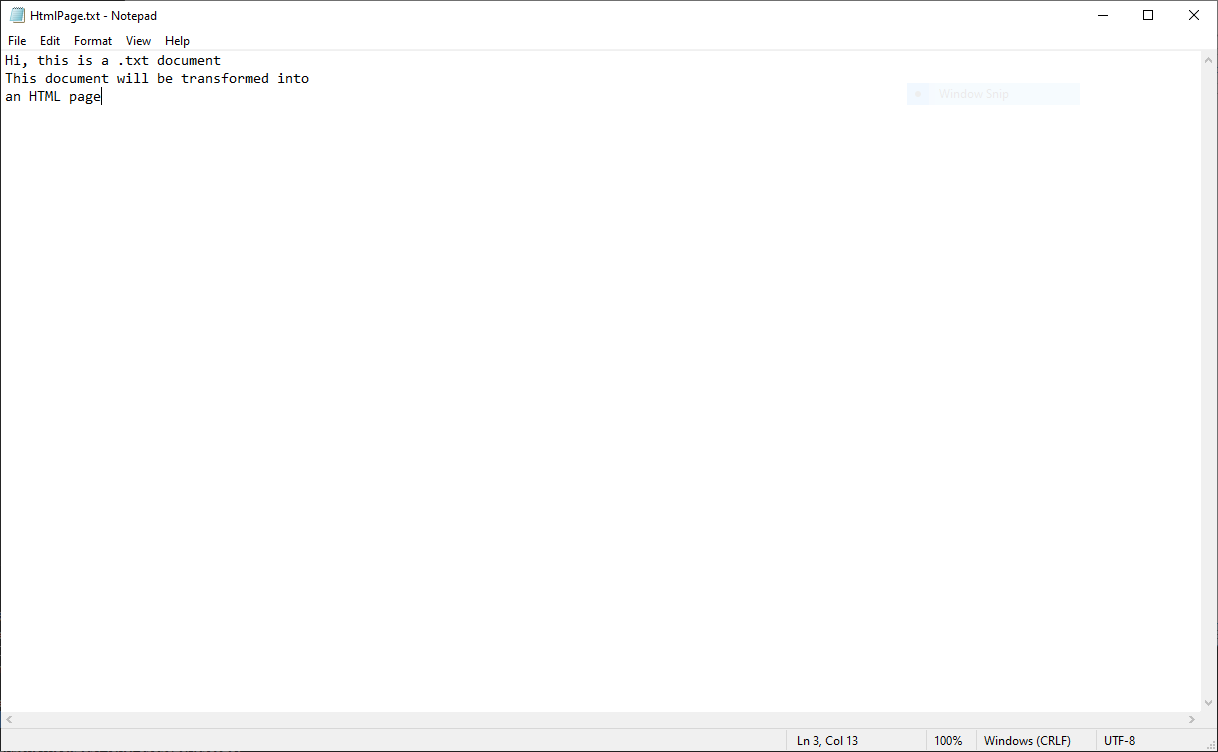 HtmlPage.txt - Notepad
File Edit Format View Help
Hi, this is a .txt document
This document will be transformed into
an HTML page
Window Snip
Ln 3, Col 13 100% Windows (CRLF) UTF-8